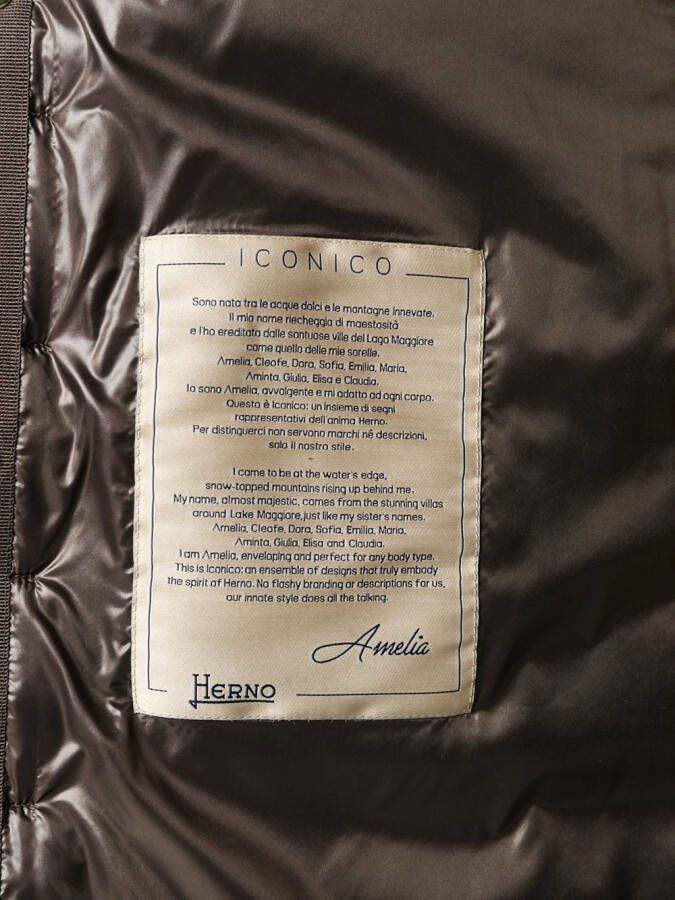 ICONICO
Sono nata tra le acque dolci e le montagne innevate.
Il mia nome riecheggia di maestosità
e l'ho ereditata dalle santuose ville del Lago Maggiore
come quello delle mie sorelle.
Amelia, Cleofe, Dora, Sofia, Emilia, Maria,
Aminta, Giulia, Elisa e Claudia.
Io sono Amelia, avvolgente e mi adatto ad ogni corpo.
Questo è Iconico: un insieme di segni
rappresentativi dell'anima Herno.
Per distinguerci non servono marchi né descrizioni,
solo il nostro stile.
~
I came to be at the water's edge,
snow-topped mountains rising up behind me.
My name, almost majestic, comes from the stunning villas
around Lake Maggiore, just like my sister's names.
Amelia, Cleofe, Dora, Sofia, Emilia, Maria,
Aminta, Giulia, Elisa and Claudia.
I am Amelia, enveloping and perfect for any body type.
This is Iconico: an ensemble of designs that truly embody
the spirit of Herno. No flashy branding or descriptions for us,
our innate style does all the talking.
Amelia
HERNO